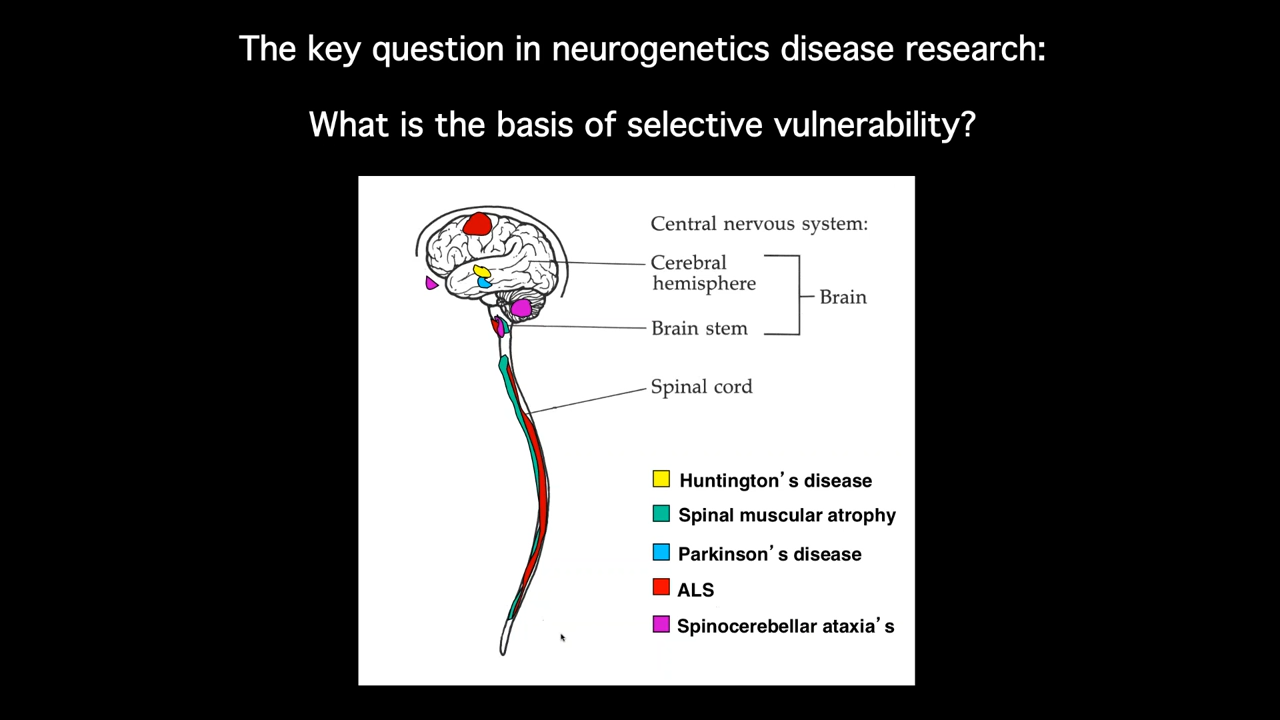 The key question in neurogenetics disease research:
What is the basis of selective vulnerability?
Central nervous system:
Cerebral
hemisphere
Brain
Brain stem
Spinal cord
Huntington’s disease
Spinal muscular atrophy
Parkinson’s disease
ALS
Spinocerebellar ataxia’s